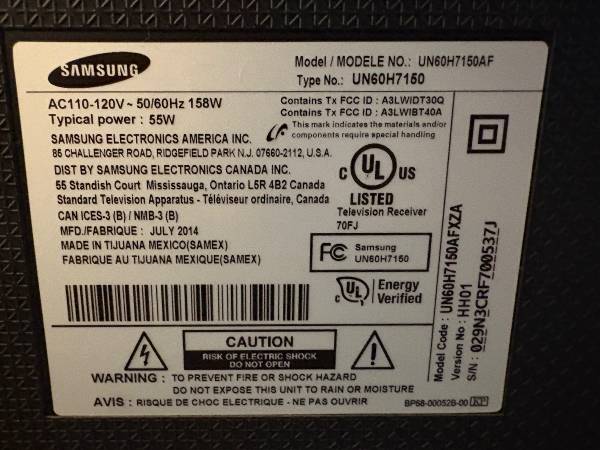 SAMSUNG
Model / MODELE NO.: UN60H7150AF
Type No.: UN60H7150
AC110-120V~ 50/60Hz 158W
Typical power : 55W
Contains Tx FCC ID : A3LWIDT30Q
Contains Tx FCC ID : A3LWIBT40A
This mark indicates the materials and/or
components require special handling
SAMSUNG ELECTRONICS AMERICA INC.
85 CHALLENGER ROAD, RIDGEFIELD PARK N.J. 07660-2112, U.S.A.
DIST BY SAMSUNG ELECTRONICS CANADA INC.
55 Standish Court Mississauga, Ontario L5R 4B2 Canada
Standard Television Apparatus - Téléviseur ordinaire, Canada
CAN ICES-3 (B) / NMB-3 (B)
MFD/FABRIQUE : JULY 2014
MADE IN TIJUANA MEXICO(SAMEX)
FABRIQUE AU TIJUANA MEXIQUE(SAMEX)
C UL US
LISTED
Television Receiver
70FJ
FC Samsung
UN60H7150
C UL Energy
Verified
CAUTION
RISK OF ELECTRIC SHOCK
DO NOT OPEN
WARNING : TO PREVENT FIRE OR SHOCK HAZARD
DO NOT EXPOSE THIS UNIT TO RAIN OR MOISTURE
AVIS : RISQUE DE CHOC ELECTRIQUE - NE PAS OUVRIR
BP68-00052B-00 KP
Model Code : UN60H7150AFXZA
Version No : HH01
S/N : 029N3CRF700537J